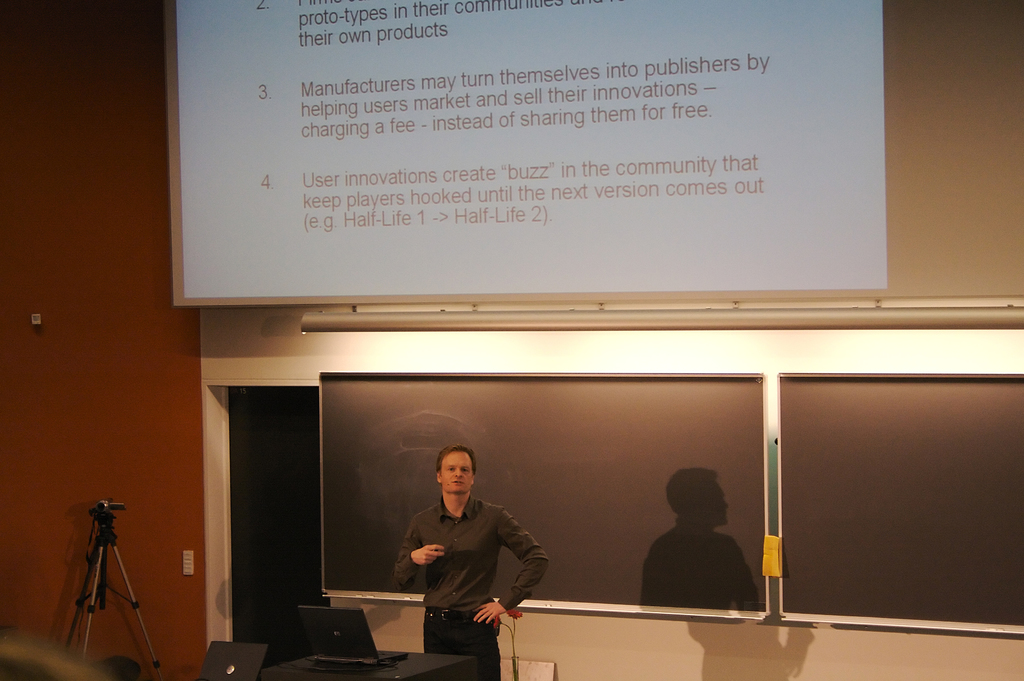 2. Firms
proto-types in their communities and
their own products
3. Manufacturers may turn themselves into publishers by
helping users market and sell their innovations –
charging a fee - instead of sharing them for free.
4. User innovations create “buzz” in the community that
keep players hooked until the next version comes out
(e.g. Half-Life 1 -> Half-Life 2).